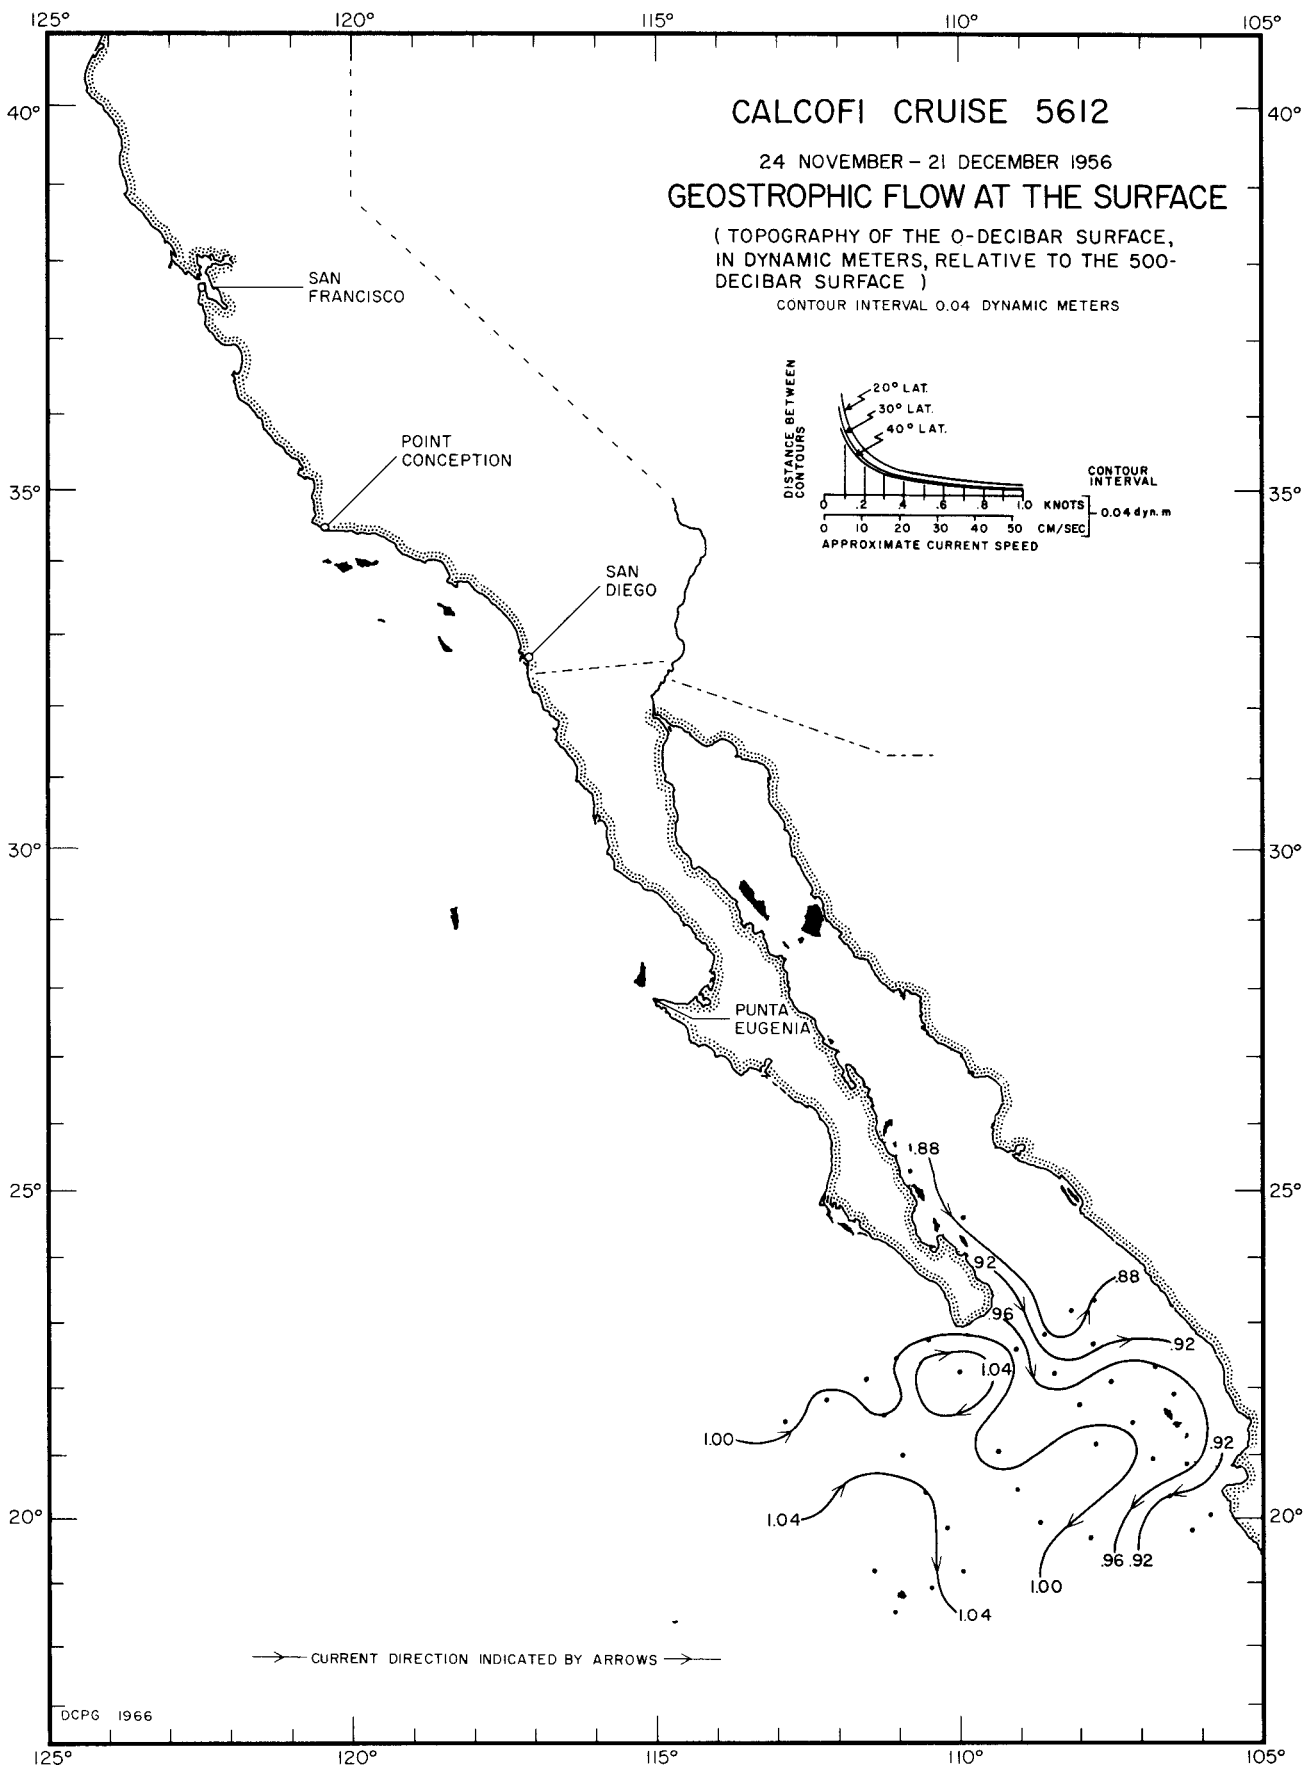 125°
120°
115°
110°
105°
40°
40°
CALCOFI CRUISE 5612
24 NOVEMBER – 21 DECEMBER 1956
GEOSTROPHIC FLOW AT THE SURFACE
( TOPOGRAPHY OF THE 0-DECIBAR SURFACE,
IN DYNAMIC METERS, RELATIVE TO THE 500-
DECIBAR SURFACE )
CONTOUR INTERVAL 0.04 DYNAMIC METERS
SAN
FRANCISCO
DISTANCE BETWEEN
CONTOURS
20° LAT.
30° LAT.
40° LAT.
POINT
CONCEPTION
CONTOUR
INTERVAL
35°
35°
0 .2 .4 .6 .8 1.0 KNOTS
0.04 dyn. m
0 10 20 30 40 50 CM/SEC
APPROXIMATE CURRENT SPEED
SAN
DIEGO
30°
30°
PUNTA
EUGENIA
.88
25°
25°
.92
.88
.96
.92
1.04
1.00
.92
20°
1.04
20°
.96 .92
1.00
1.04
CURRENT DIRECTION INDICATED BY ARROWS
DCPG 1966
125°
120°
115°
110°
105°